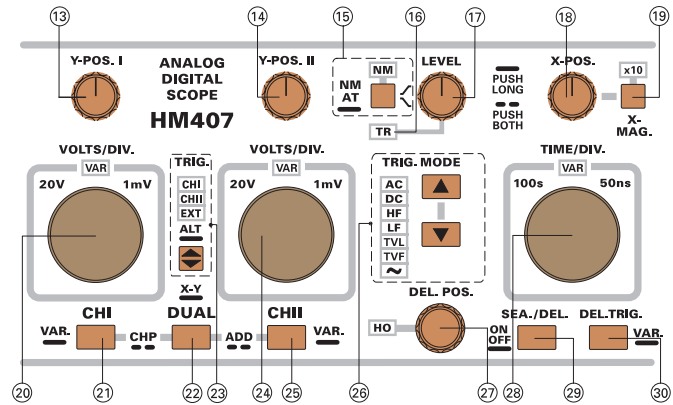 13 14 15 16 17 18 19
Y-POS. I
ANALOG
DIGITAL
SCOPE
HM407
Y-POS. II
NM
AT
NM
LEVEL
TR
PUSH
LONG
PUSH
BOTH
X-POS.
x10
X-
MAG.
VOLTS/DIV.
VAR
20V 1mV
TRIG.
CHI
CHII
EXT
ALT
VOLTS/DIV.
VAR
20V 1mV
TRIG. MODE
AC
DC
HF
LF
TVL
TVF
~
TIME/DIV.
VAR
100s 50ns
X-Y
CHI
DUAL
CHII
VAR.
CHP
ADD
VAR.
DEL. POS.
HO
ON
OFF
SEA./DEL.
DEL.TRIG.
VAR.
20 21 22 23 24 25 26 27 28 29 30